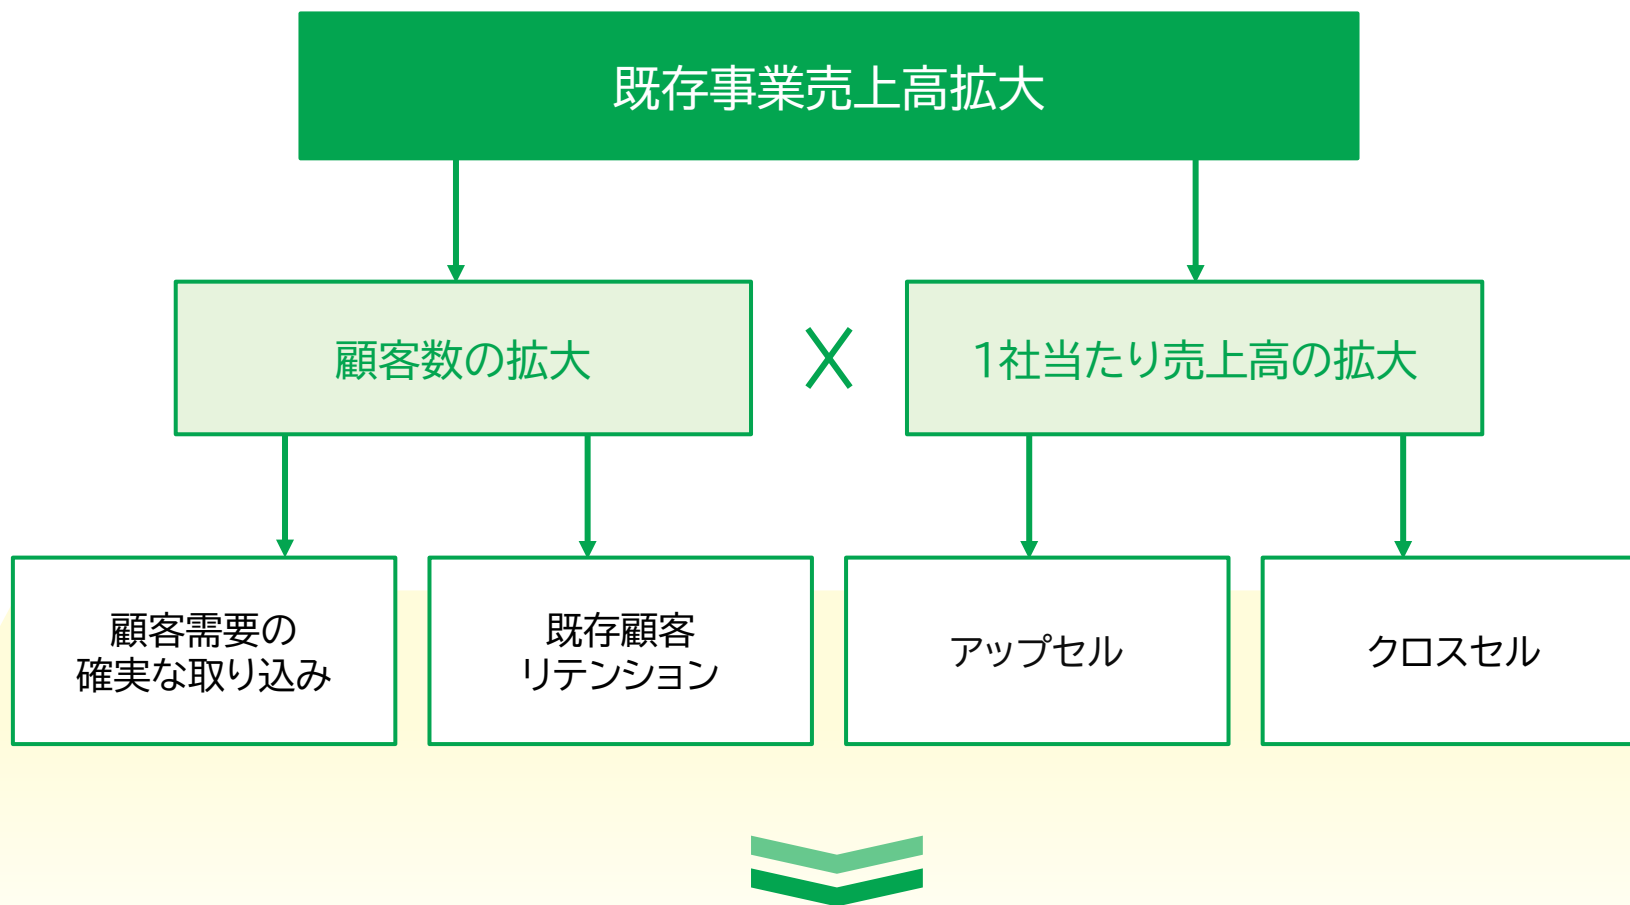 既存事業売上高拡大
顧客数の拡大
1社当たり売上高の拡大
顧客需要の
確実な取り込み
既存顧客
リテンション
アップセル
クロスセル